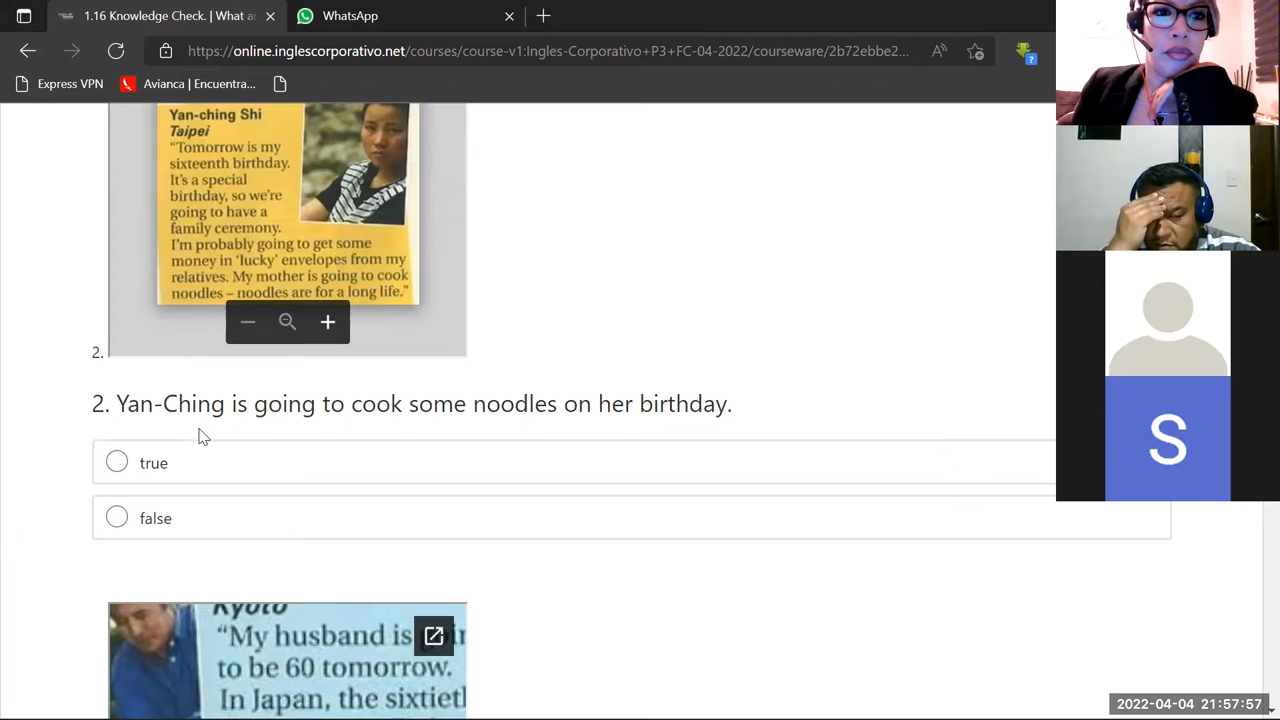 1.16 Knowledge Check. | What a
WhatsApp
https://online.inglescorporativo.net/courses/course-v1:Ingles-Corporativo+P3+FC-04-2022/courseware/2b72ebbe2...
Express VPN
Avianca | Encuentra...
Yan-ching Shi
Taipei
"Tomorrow is my
sixteenth birthday.
It's a special
birthday, so we're
going to have a
family ceremony.
I'm probably going to get some
money in 'lucky' envelopes from my
relatives. My mother is going to cook
noodles – noodles are for a long life."
2.
2. Yan-Ching is going to cook some noodles on her birthday.
true
false
Kyoto
"My husband is
to be 60 tomorrow.
In Japan, the sixtiet
S
2022-04-04 21:57:57